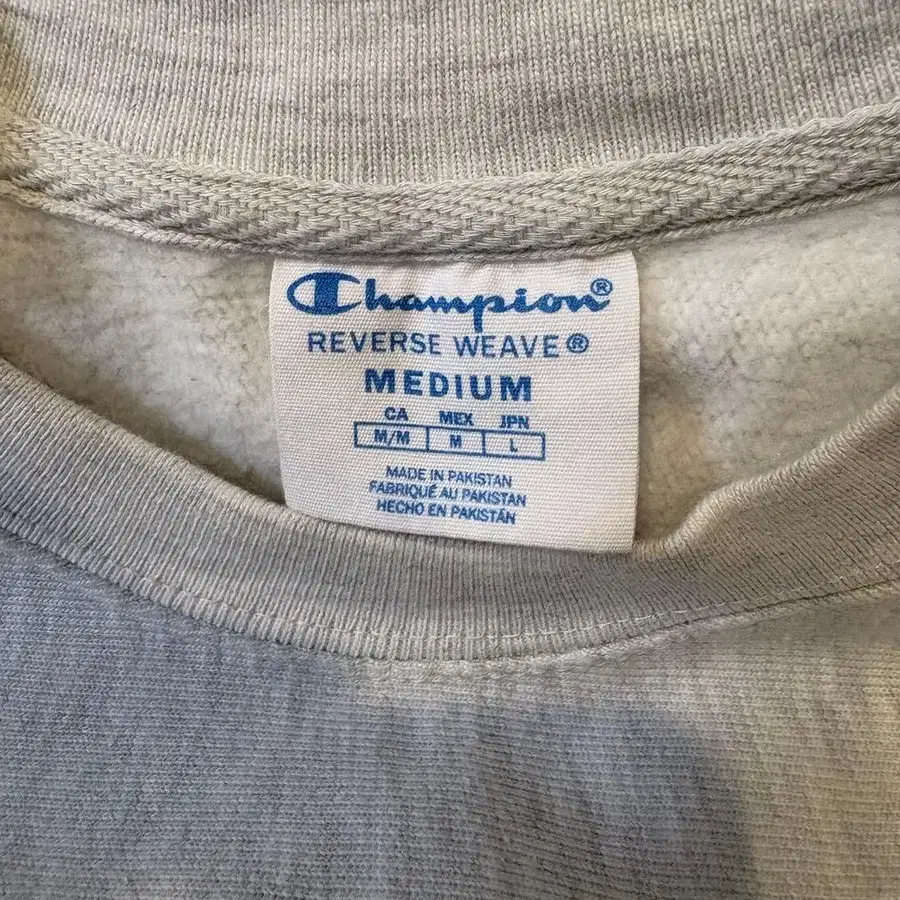 Champion®
REVERSE WEAVE®
MEDIUM
CA MEX JPN
M/M M L
MADE IN PAKISTAN
FABRIQUÉ AU PAKISTAN
HECHO EN PAKISTÁN